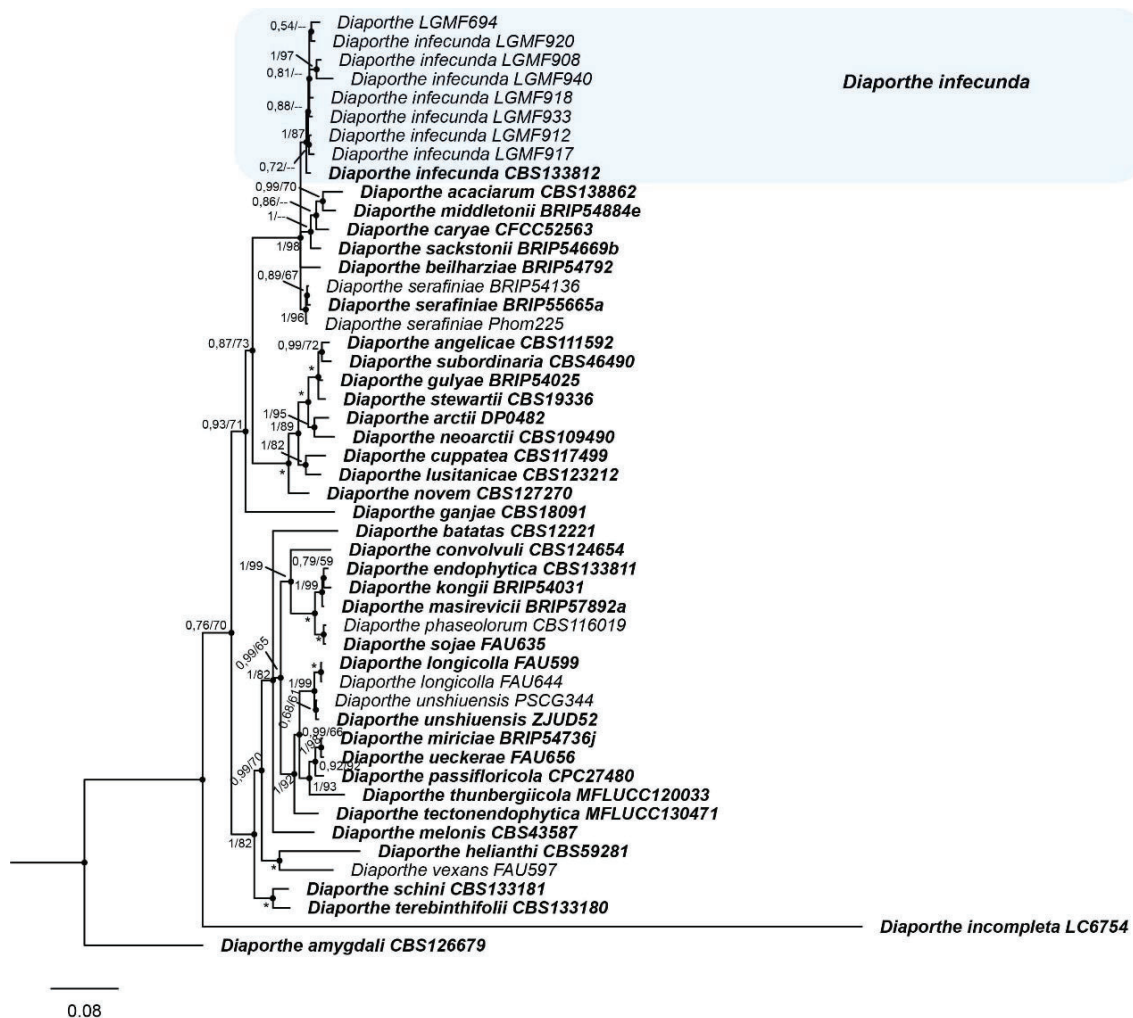 0,54/--
Diaporthe LGMF694
Diaporthe infecunda LGMF920
1/97
Diaporthe infecunda LGMF908
0,81/--
Diaporthe infecunda LGMF940
Diaporthe infecunda
Diaporthe infecunda LGMF918
0,88/--
Diaporthe infecunda LGMF933
1/87
Diaporthe infecunda LGMF912
Diaporthe infecunda LGMF917
0,72/--
Diaporthe infecunda CBS133812
0,99/70
Diaporthe acaciarum CBS138862
0,86/--
Diaporthe middletonii BRIP54884e
1/--
Diaporthe caryae CFCC52563
1/98
Diaporthe sackstonii BRIP54669b
Diaporthe beilharziae BRIP54792
0,89/67
Diaporthe serafiniae BRIP54136
Diaporthe serafiniae BRIP55665a
1/96
Diaporthe serafiniae Phom225
0,87/73
0,99/72
Diaporthe angelicae CBS111592
Diaporthe subordinaria CBS46490
*
Diaporthe gulyae BRIP54025
Diaporthe stewartii CBS19336
1/95
Diaporthe arctii DP0482
0,93/71
1/89
Diaporthe neoarctii CBS109490
1/82
Diaporthe cuppatea CBS117499
*
Diaporthe lusitanicae CBS123212
Diaporthe novem CBS127270
Diaporthe ganjae CBS18091
Diaporthe batatas CBS12221
Diaporthe convolvuli CBS124654
1/99
0,79/59
Diaporthe endophytica CBS133811
1/99
Diaporthe kongii BRIP54031
Diaporthe masirevicii BRIP57892a
*
Diaporthe phaseolorum CBS116019
0,76/70
*
Diaporthe sojae FAU635
0,99/65
*
Diaporthe longicolla FAU599
1/82
1/99
Diaporthe longicolla FAU644
0,68/61
Diaporthe unshiuensis PSCG344
Diaporthe unshiuensis ZJUD52
0,99/66
Diaporthe miriciae BRIP54736j
1/98
Diaporthe ueckerae FAU656
0,99/70
0,92/92
Diaporthe passifloricola CPC27480
1/92
1/93
Diaporthe thunbergiicola MFLUCC120033
Diaporthe tectonendophytica MFLUCC130471
1/82
Diaporthe melonis CBS43587
Diaporthe helianthi CBS59281
*
Diaporthe vexans FAU597
Diaporthe schini CBS133181
*
Diaporthe terebinthifolii CBS133180
Diaporthe incompleta LC6754
Diaporthe amygdali CBS126679
0.08